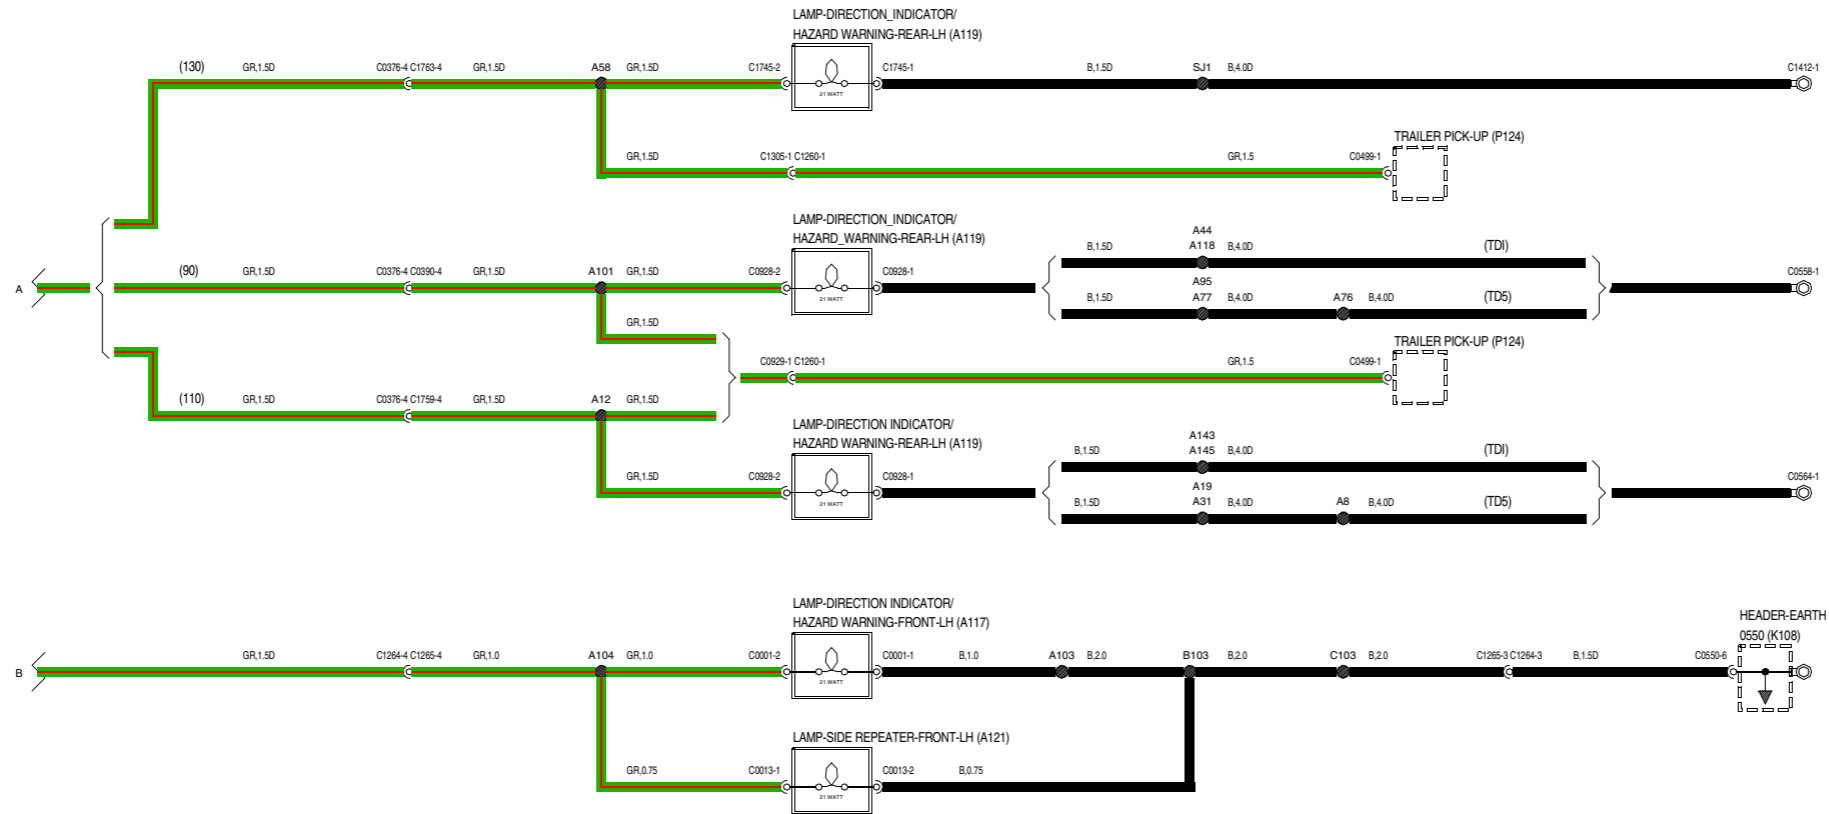 LAMP-DIRECTION_INDICATOR/
HAZARD WARNING-REAR-LH (A119)
(130) GR,1.5D C0376-4 C1763-4 GR,1.5D A58 GR,1.5D C1745-2 C1745-1 B,1.5D SJ1 B,4.0D C1412-1
21 WATT
TRAILER PICK-UP (P124)
GR,1.5D C1305-1 C1260-1 GR,1.5 C0499-1
LAMP-DIRECTION_INDICATOR/
HAZARD_WARNING-REAR-LH (A119)
A44
B,1.5D A118 B,4.0D (TDI)
A (90) GR,1.5D C0376-4 C0390-4 GR,1.5D A101 GR,1.5D C0928-2 C0928-1 C0558-1
21 WATT
A95
B,1.5D A77 B,4.0D A76 B,4.0D (TD5)
GR,1.5D
TRAILER PICK-UP (P124)
C0929-1 C1260-1 GR,1.5 C0499-1
(110) GR,1.5D C0376-4 C1759-4 GR,1.5D A12 GR,1.5D
LAMP-DIRECTION INDICATOR/
HAZARD WARNING-REAR-LH (A119)
A143
B,1.5D A145 B,4.0D (TDI)
GR,1.5D C0928-2 C0928-1 C0564-1
21 WATT
A19
B,1.5D A31 B,4.0D A8 B,4.0D (TD5)
LAMP-DIRECTION INDICATOR/
HAZARD WARNING-FRONT-LH (A117)
HEADER-EARTH
0550 (K108)
B GR,1.5D C1264-4 C1265-4 GR,1.0 A104 GR,1.0 C0001-2 C0001-1 B,1.0 A103 B,2.0 B103 B,2.0 C103 B,2.0 C1265-3 C1264-3 B,1.5D C0550-6
21 WATT
LAMP-SIDE REPEATER-FRONT-LH (A121)
GR,0.75 C0013-1 C0013-2 B,0.75
21 WATT